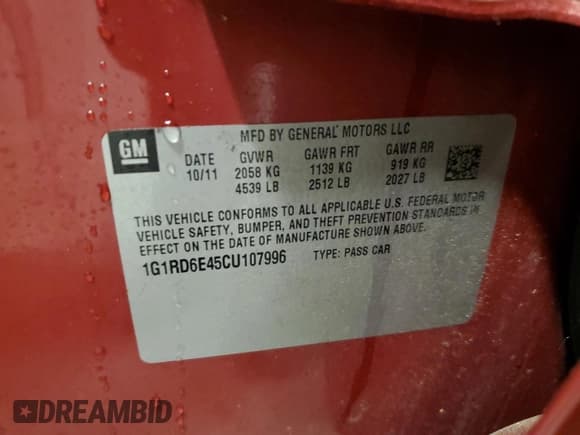 GM
MFD BY GENERAL MOTORS LLC
DATE GVWR GAWR FRT GAWR RR
10/11 2058 KG 1139 KG 919 KG
4539 LB 2512 LB 2027 LB
THIS VEHICLE CONFORMS TO ALL APPLICABLE U.S. FEDERAL MOTOR
VEHICLE SAFETY, BUMPER, AND THEFT PREVENTION STANDARDS IN
EFFECT ON THE DATE OF MANUFACTURE SHOWN ABOVE.
1G1RD6E45CU107996 TYPE: PASS CAR
DREAMBID